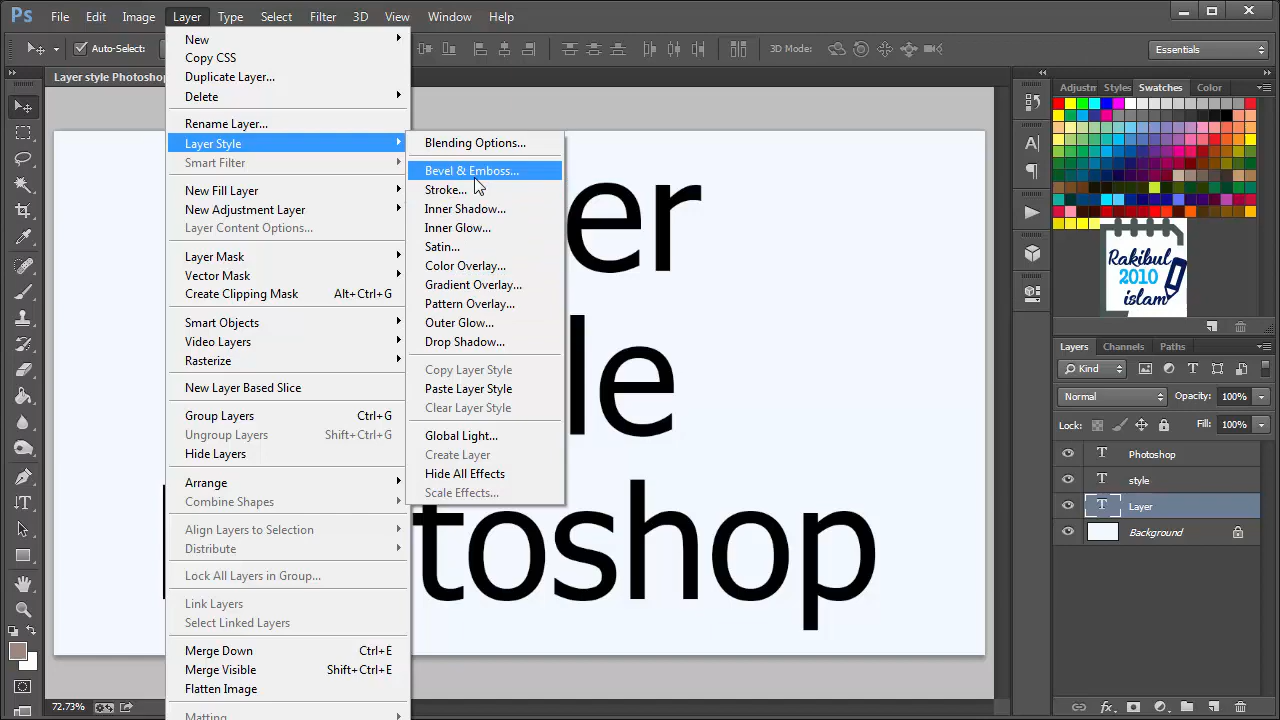 Ps File Edit Image Layer Type Select Filter 3D View Window Help
Auto-Select: 3D Mode: Essentials
Layer style Photoshop
New
Copy CSS
Duplicate Layer...
Delete
Rename Layer...
Layer Style
Smart Filter
New Fill Layer
New Adjustment Layer
Layer Content Options...
Layer Mask
Vector Mask
Create Clipping Mask Alt+Ctrl+G
Smart Objects
Video Layers
Rasterize
New Layer Based Slice
Group Layers Ctrl+G
Ungroup Layers Shift+Ctrl+G
Hide Layers
Arrange
Combine Shapes
Align Layers to Selection
Distribute
Lock All Layers in Group...
Link Layers
Select Linked Layers
Merge Down Ctrl+E
Merge Visible Shift+Ctrl+E
Flatten Image
Matting
Blending Options...
Bevel & Emboss...
Stroke...
Inner Shadow...
Inner Glow...
Satin...
Color Overlay...
Gradient Overlay...
Pattern Overlay...
Outer Glow...
Drop Shadow...
Copy Layer Style
Paste Layer Style
Clear Layer Style
Global Light...
Create Layer
Hide All Effects
Scale Effects...
er
le
toshop
72.73%
Adjustm Styles Swatches Color
Rakibul
2010
islam
Layers Channels Paths
Kind
Normal Opacity: 100%
Lock: Fill: 100%
T Photoshop
T style
T Layer
Background